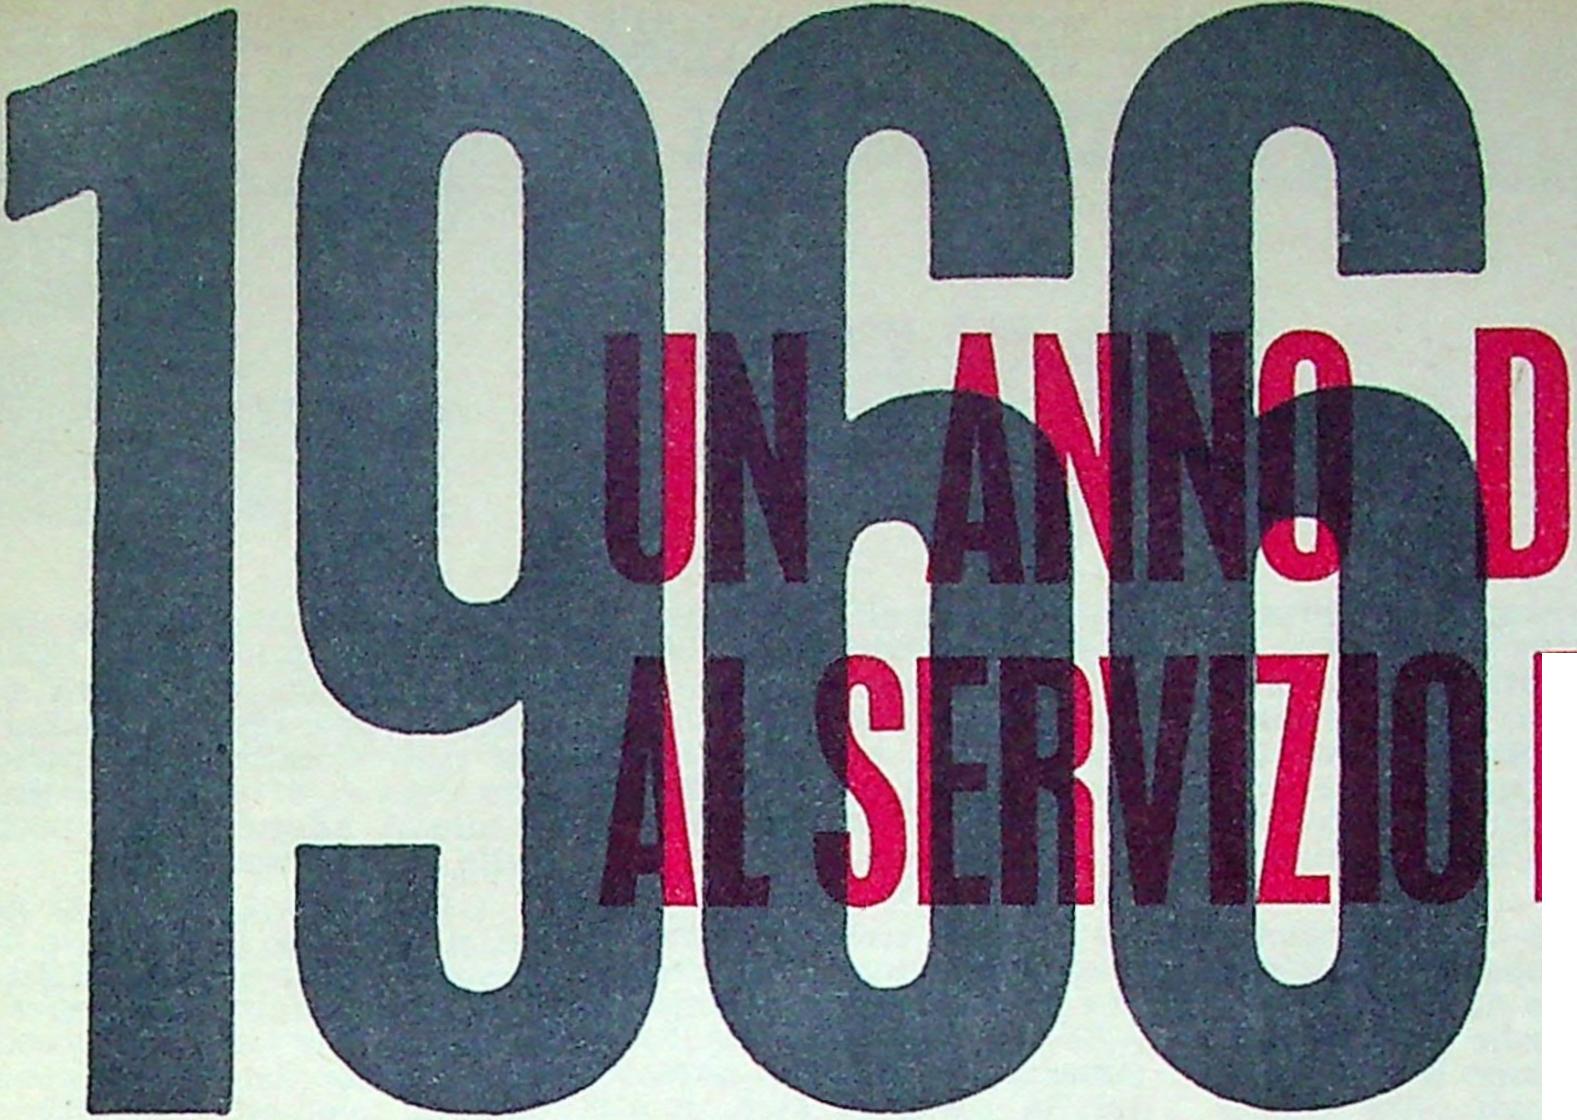 1966
UN ANNO D
AL SERVIZIO